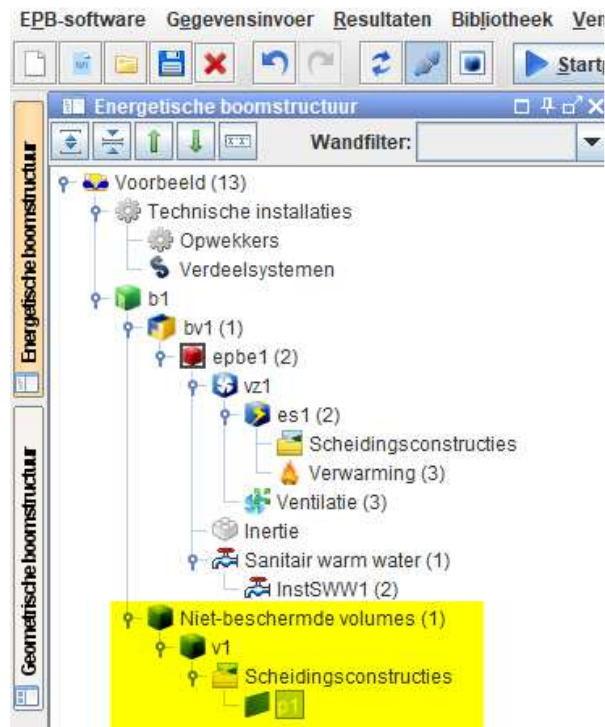 EPB-software Gegevensinvoer Resultaten Bibliotheek Ver
Start
Energetische boomstructuur
Wandfilter:
Energetische boomstructuur
Geometrische boomstructuur
Voorbeeld (13)
Technische installaties
Opwekkers
Verdeelsystemen
b1
bv1 (1)
epbe1 (2)
vz1
es1 (2)
Scheidingsconstructies
Verwarming (3)
Ventilatie (3)
Inertie
Sanitair warm water (1)
InstSWW1 (2)
Niet-beschermde volumes (1)
v1
Scheidingsconstructies
p1